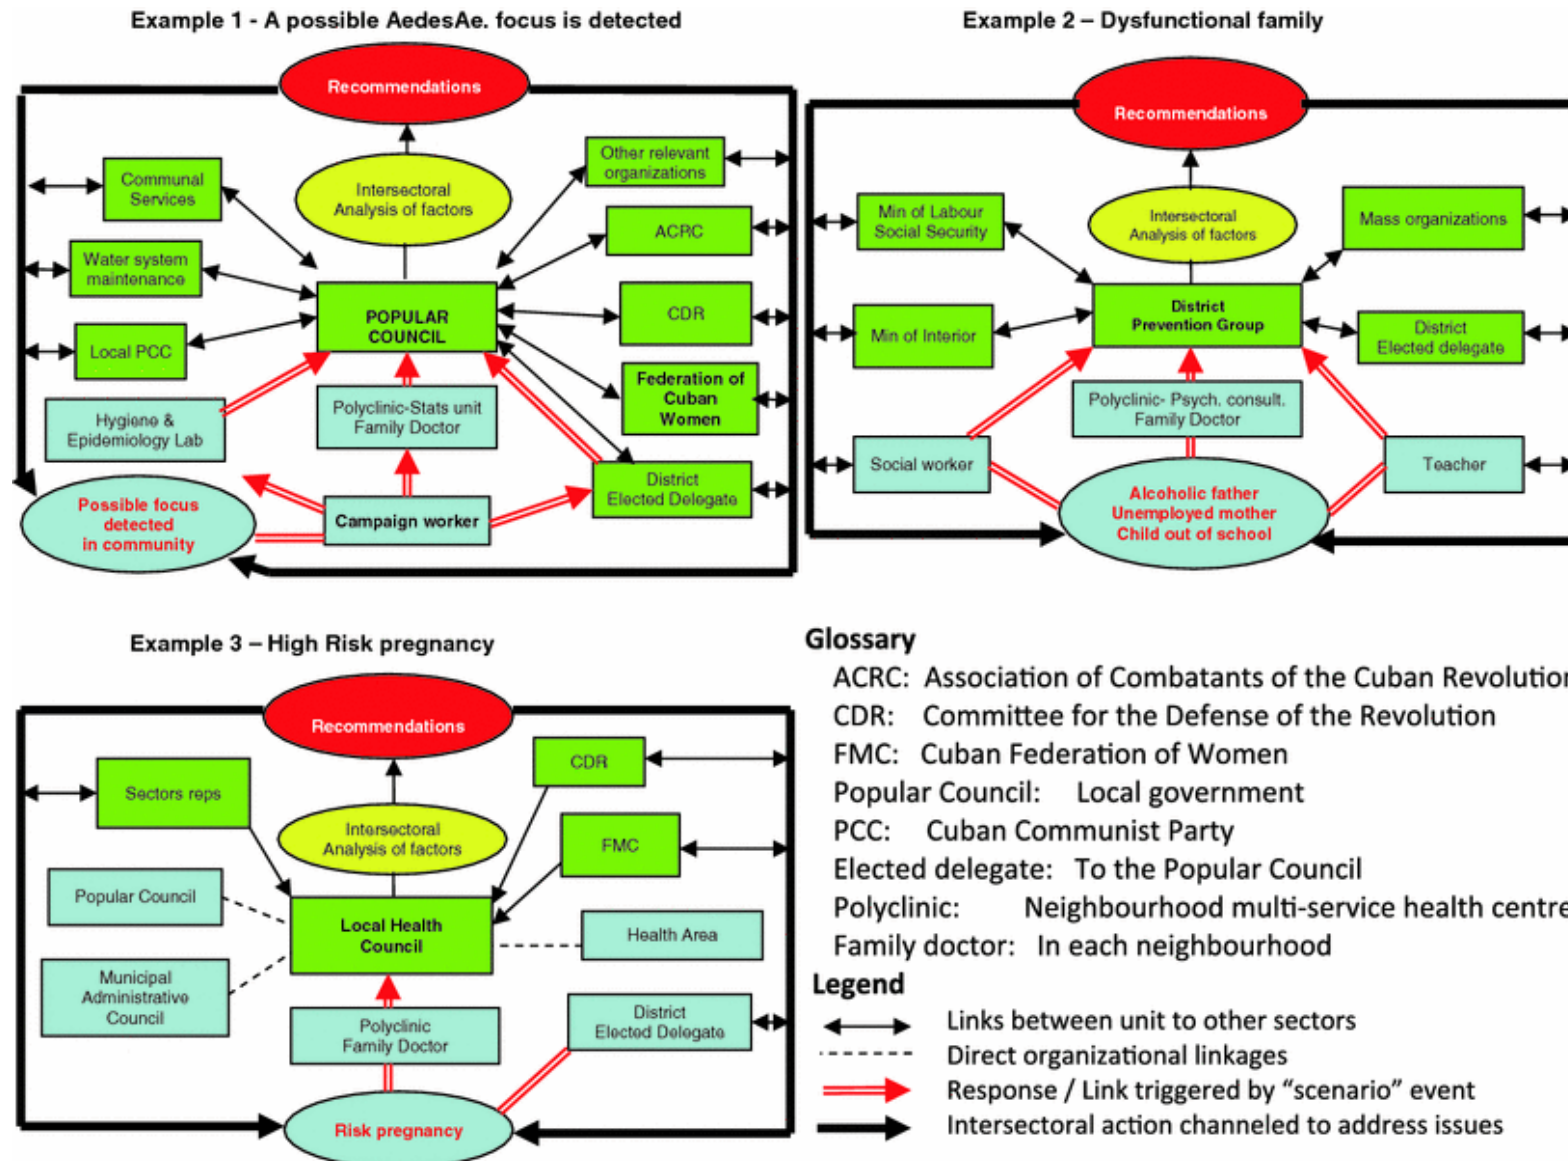 Example 1 - A possible AedesAe. focus is detected
Recommendations
Intersectoral
Analysis of factors
Communal
Services
Water system
maintenance
Local PCC
Hygiene &
Epidemiology Lab
POPULAR
COUNCIL
Polyclinic-Stats unit
Family Doctor
Other relevant
organizations
ACRC
CDR
Federation of
Cuban
Women
District
Elected Delegate
Possible focus
detected
in community
Campaign worker
Example 2 – Dysfunctional family
Recommendations
Intersectoral
Analysis of factors
Min of Labour
Social Security
Min of Interior
Social worker
District
Prevention Group
Polyclinic- Psych. consult.
Family Doctor
Mass organizations
District
Elected delegate
Teacher
Alcoholic father
Unemployed mother
Child out of school
Example 3 – High Risk pregnancy
Recommendations
Intersectoral
Analysis of factors
Sectors reps
Popular Council
Municipal
Administrative
Council
Local Health
Council
Polyclinic
Family Doctor
CDR
FMC
Health Area
District
Elected Delegate
Risk pregnancy
Glossary
ACRC: Association of Combatants of the Cuban Revolution
CDR: Committee for the Defense of the Revolution
FMC: Cuban Federation of Women
Popular Council: Local government
PCC: Cuban Communist Party
Elected delegate: To the Popular Council
Polyclinic: Neighbourhood multi-service health centre
Family doctor: In each neighbourhood
Legend
Links between unit to other sectors
Direct organizational linkages
Response / Link triggered by “scenario” event
Intersectoral action channeled to address issues